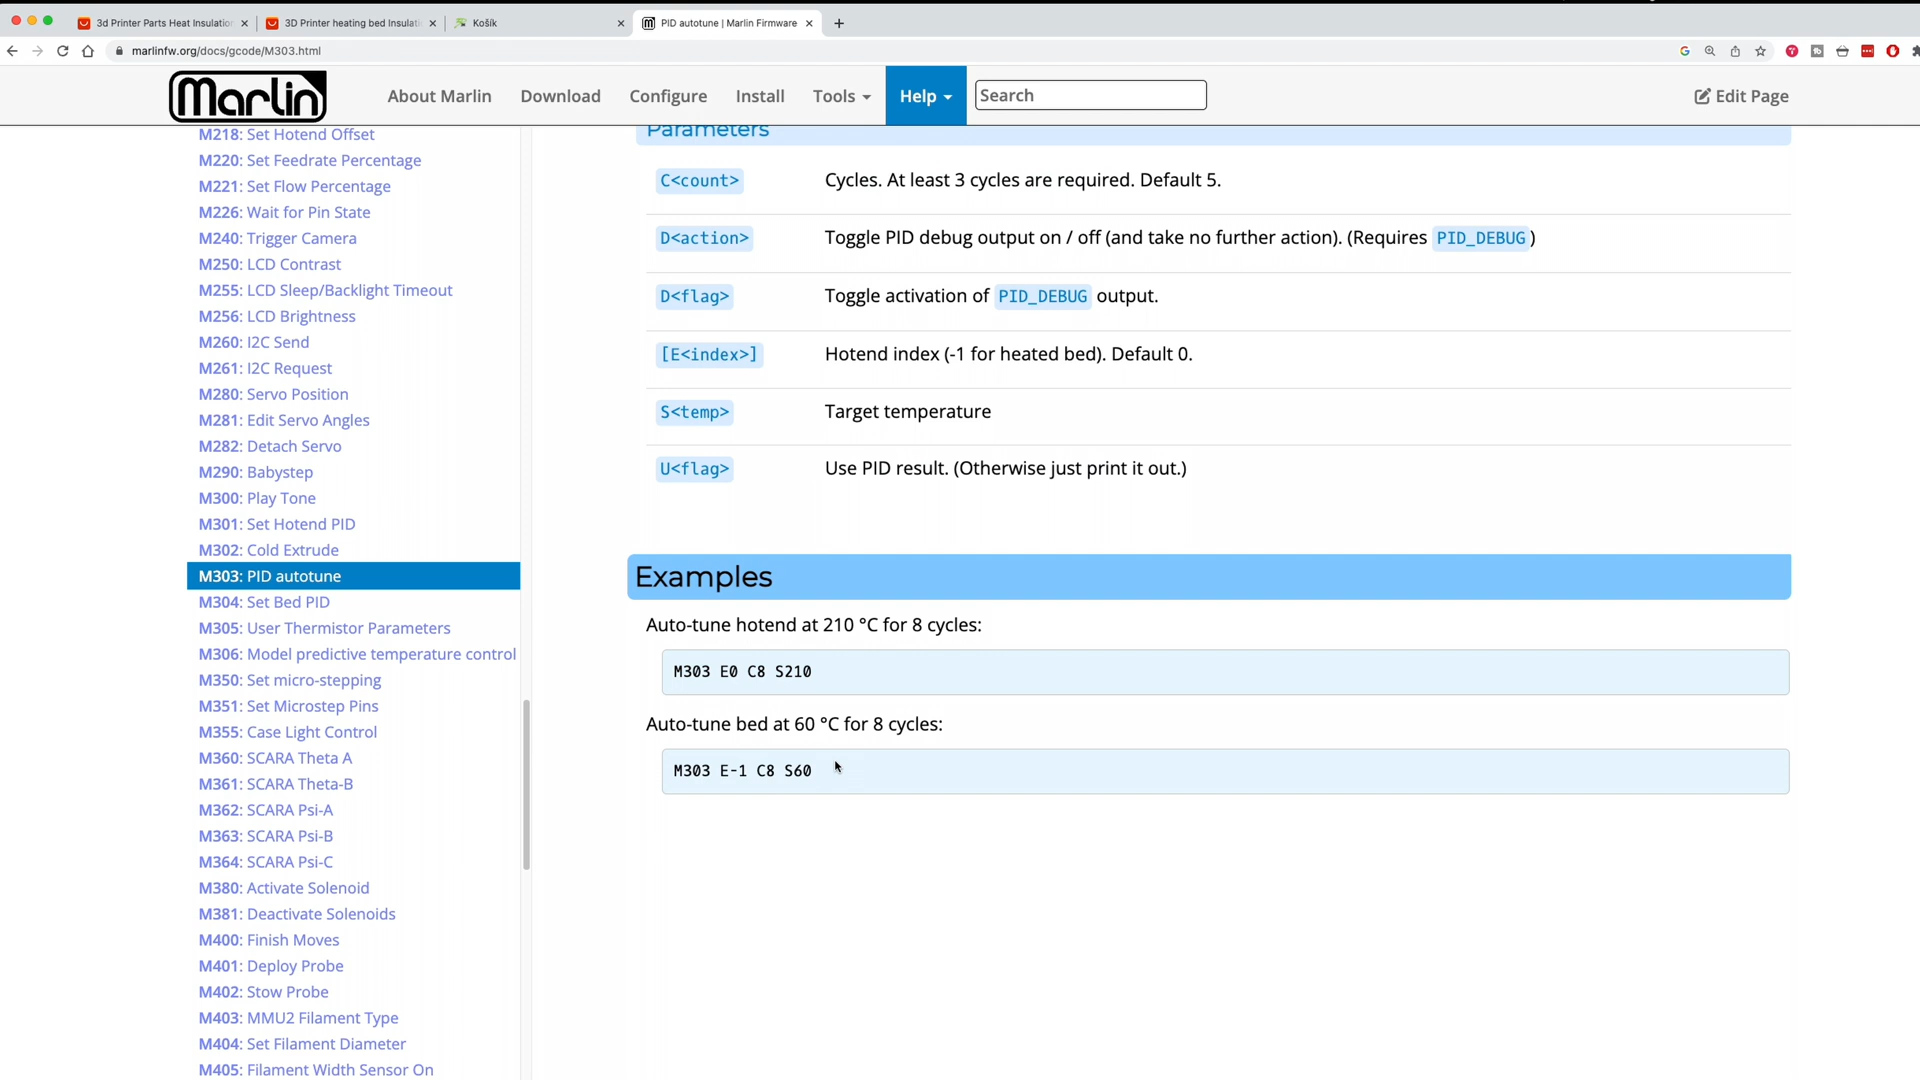 3d Printer Parts Heat Insulation
3D Printer heating bed Insulati
Košík
PID autotune | Marlin Firmware
marlinfw.org/docs/gcode/M303.html
Marlin
About Marlin
Download
Configure
Install
Tools
Help
Search
Edit Page
M218: Set Hotend Offset
M220: Set Feedrate Percentage
M221: Set Flow Percentage
M226: Wait for Pin State
M240: Trigger Camera
M250: LCD Contrast
M255: LCD Sleep/Backlight Timeout
M256: LCD Brightness
M260: I2C Send
M261: I2C Request
M280: Servo Position
M281: Edit Servo Angles
M282: Detach Servo
M290: Babystep
M300: Play Tone
M301: Set Hotend PID
M302: Cold Extrude
M303: PID autotune
M304: Set Bed PID
M305: User Thermistor Parameters
M306: Model predictive temperature control
M350: Set micro-stepping
M351: Set Microstep Pins
M355: Case Light Control
M360: SCARA Theta A
M361: SCARA Theta-B
M362: SCARA Psi-A
M363: SCARA Psi-B
M364: SCARA Psi-C
M380: Activate Solenoid
M381: Deactivate Solenoids
M400: Finish Moves
M401: Deploy Probe
M402: Stow Probe
M403: MMU2 Filament Type
M404: Set Filament Diameter
M405: Filament Width Sensor On
Parameters
C<count> Cycles. At least 3 cycles are required. Default 5.
D<action> Toggle PID debug output on / off (and take no further action). (Requires PID_DEBUG)
D<flag> Toggle activation of PID_DEBUG output.
[E<index>] Hotend index (-1 for heated bed). Default 0.
S<temp> Target temperature
U<flag> Use PID result. (Otherwise just print it out.)
Examples
Auto-tune hotend at 210 °C for 8 cycles:
M303 E0 C8 S210
Auto-tune bed at 60 °C for 8 cycles:
M303 E-1 C8 S60